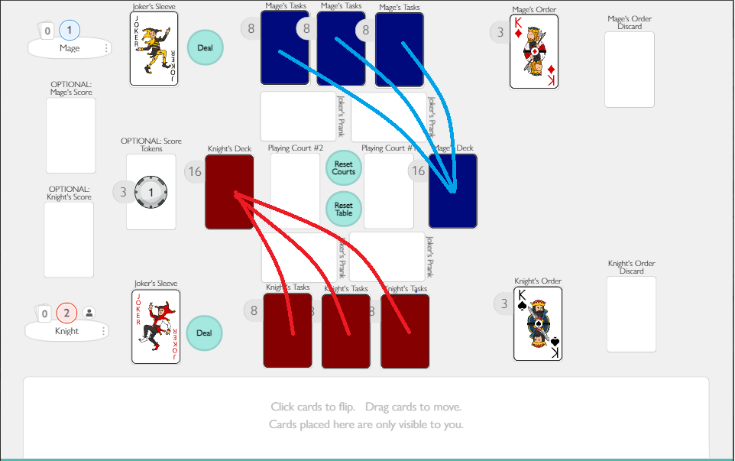 Joker's Sleeve
Mage's Tasks
Mage's Tasks
Mage's Tasks
Mage's Order
Mage's Order
Discard
0
1
Mage
JOKER
JOKER
Deal
8
8
8
3
K
K
OPTIONAL:
Mage's Score
Joker's Prank
Joker's Prank
OPTIONAL: Score
Tokens
Knight's Deck
Playing Court #2
Playing Court #1
Mage's Deck
3
1
16
Reset
Courts
16
OPTIONAL:
Knight's Score
Reset
Table
Joker's Prank
Joker's Prank
Knight's Order
Discard
Joker's Sleeve
Knight's Tasks
Knight's Tasks
Knight's Tasks
Knight's Order
0
2
Knight
JOKER
JOKER
Deal
8
8
8
3
K
K
Click cards to flip. Drag cards to move.
Cards placed here are only visible to you.